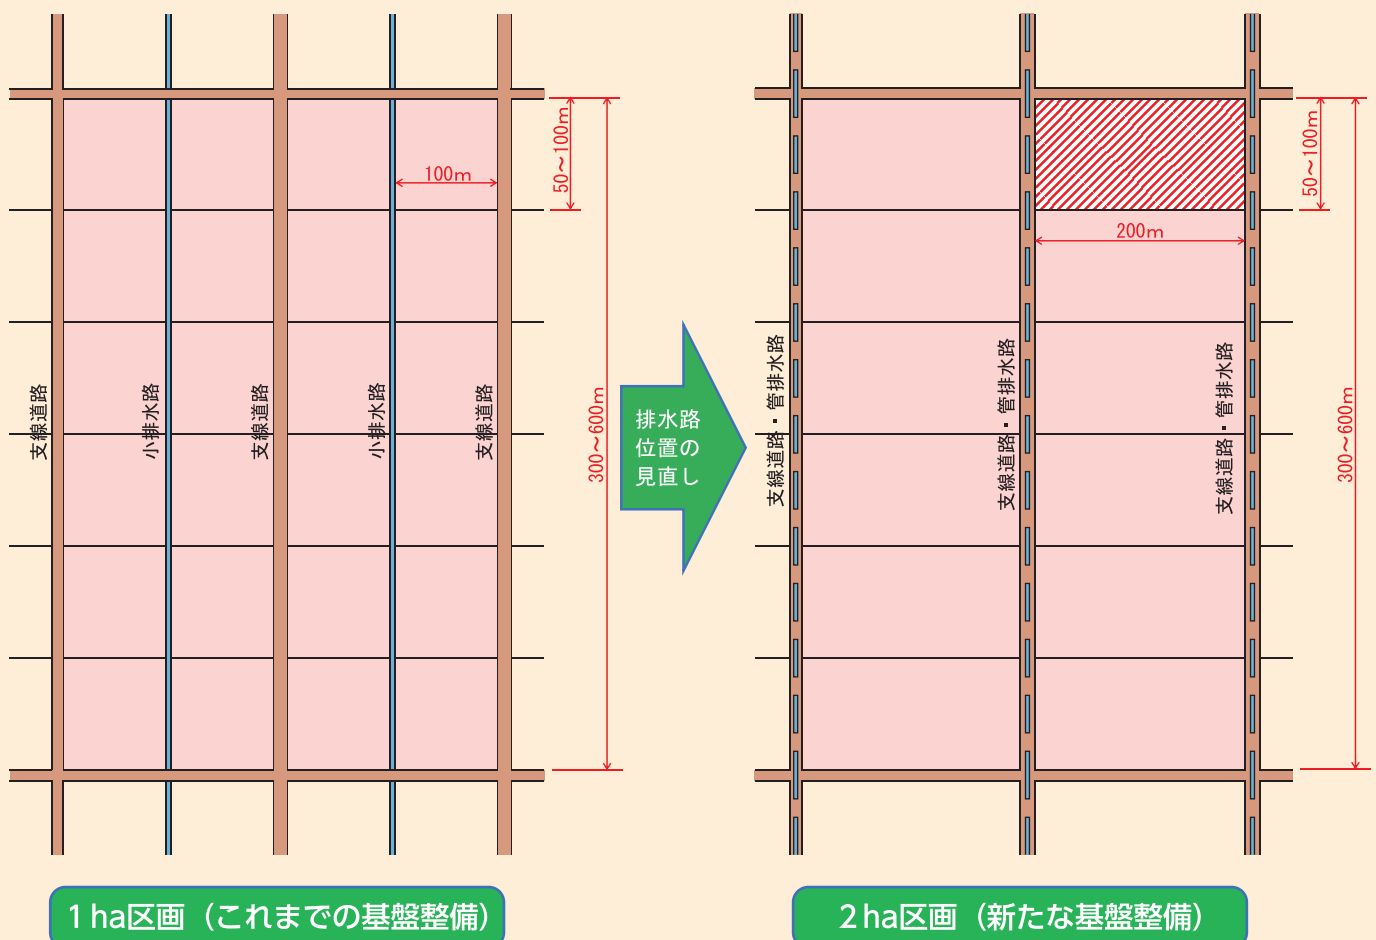 100m
50～100m
300～600m
支線道路
小排水路
支線道路
小排水路
支線道路
排水路
位置の
見直し
200m
50～100m
300～600m
支線道路・管排水路
支線道路・管排水路
支線道路・管排水路
1ha区画（これまでの基盤整備）
2ha区画（新たな基盤整備）